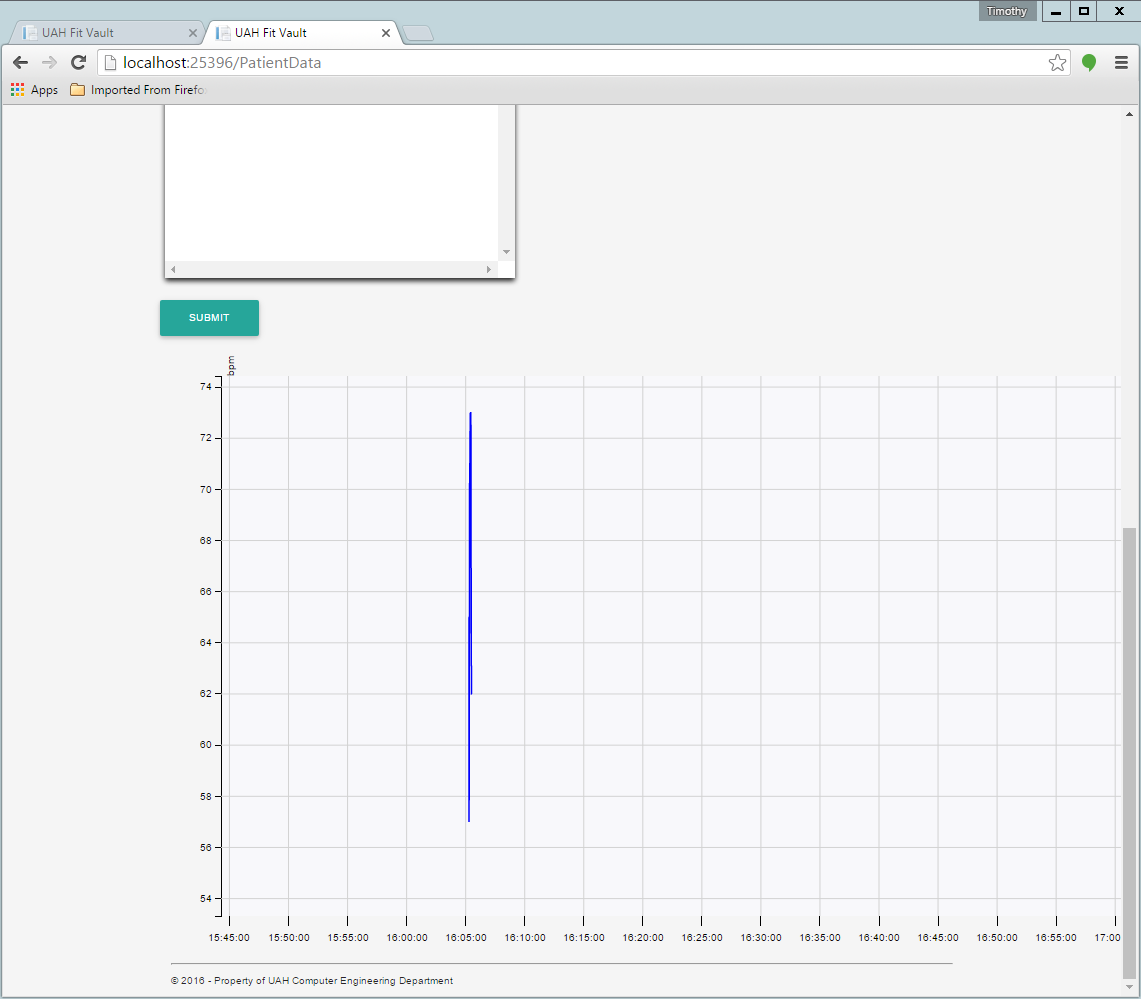 Timothy
UAH Fit Vault
UAH Fit Vault
localhost:25396/PatientData
Apps
Imported From Firefo
SUBMIT
bpm
74
72
70
68
66
64
62
60
58
56
54
15:45:00 15:50:00 15:55:00 16:00:00 16:05:00 16:10:00 16:15:00 16:20:00 16:25:00 16:30:00 16:35:00 16:40:00 16:45:00 16:50:00 16:55:00 17:00
© 2016 - Property of UAH Computer Engineering Department